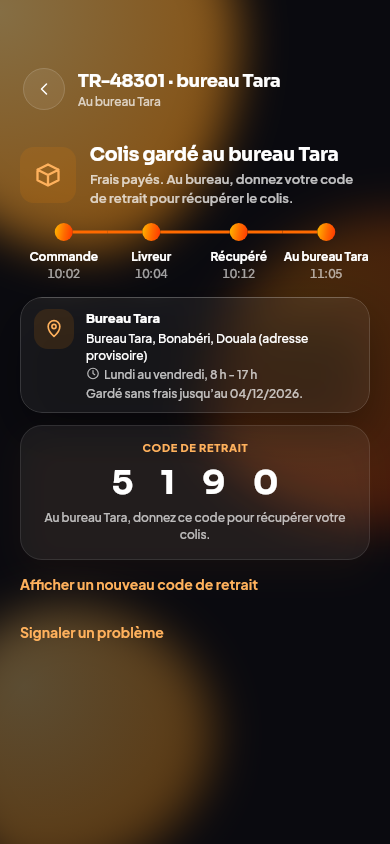 TR-48301 · bureau Tara
Au bureau Tara
Colis gardé au bureau Tara
Frais payés. Au bureau, donnez votre code
de retrait pour récupérer le colis.
Commande Livreur Récupéré Au bureau Tara
10:02 10:04 10:12 11:05
Bureau Tara
Bureau Tara, Bonabéri, Douala (adresse
provisoire)
Lundi au vendredi, 8 h - 17 h
Gardé sans frais jusqu'au 04/12/2026.
CODE DE RETRAIT
5 1 9 0
Au bureau Tara, donnez ce code pour récupérer votre
colis.
Afficher un nouveau code de retrait
Signaler un problème